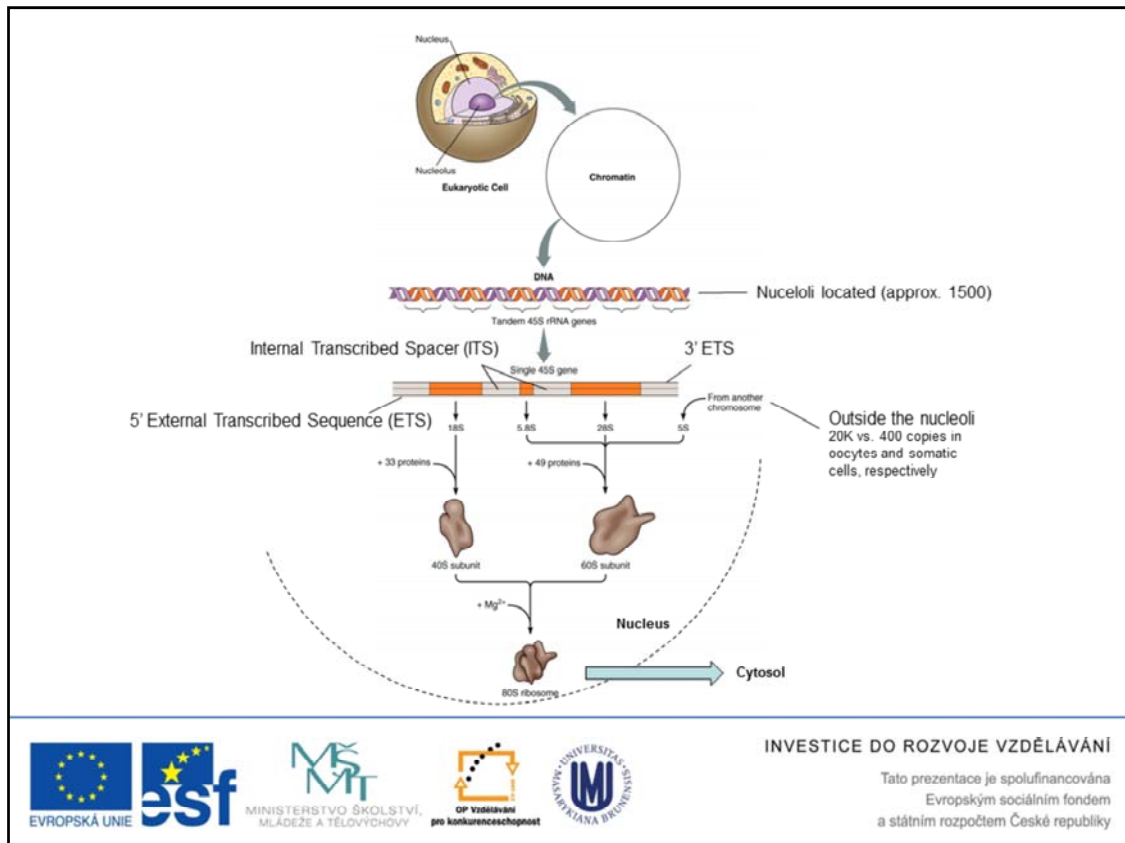 Nucleus
Nucleolus
Eukaryotic Cell
Chromatin
DNA
Nuceloli located (approx. 1500)
Tandem 45S rRNA genes
Internal Transcribed Spacer (ITS)
3’ ETS
Single 45S gene
5’ External Transcribed Sequence (ETS)
From another
chromosome
18S
5.8S
28S
5S
Outside the nucleoli
20K vs. 400 copies in
oocytes and somatic
cells, respectively
+ 33 proteins
+ 49 proteins
40S subunit
60S subunit
+ Mg2+
Nucleus
80S ribosome
Cytosol
EVROPSKÁ UNIE
esf
MŠMT
MINISTERSTVO ŠKOLSTVÍ,
MLÁDEŽE A TĚLOVÝCHOVY
OP Vzdělávání
pro konkurenceschopnost
UNIVERSITAS
MASARYKIANA BRUNENSIS
INVESTICE DO ROZVOJE VZDĚLÁVÁNÍ
Tato prezentace je spolufinancována
Evropským sociálním fondem
a státním rozpočtem České republiky